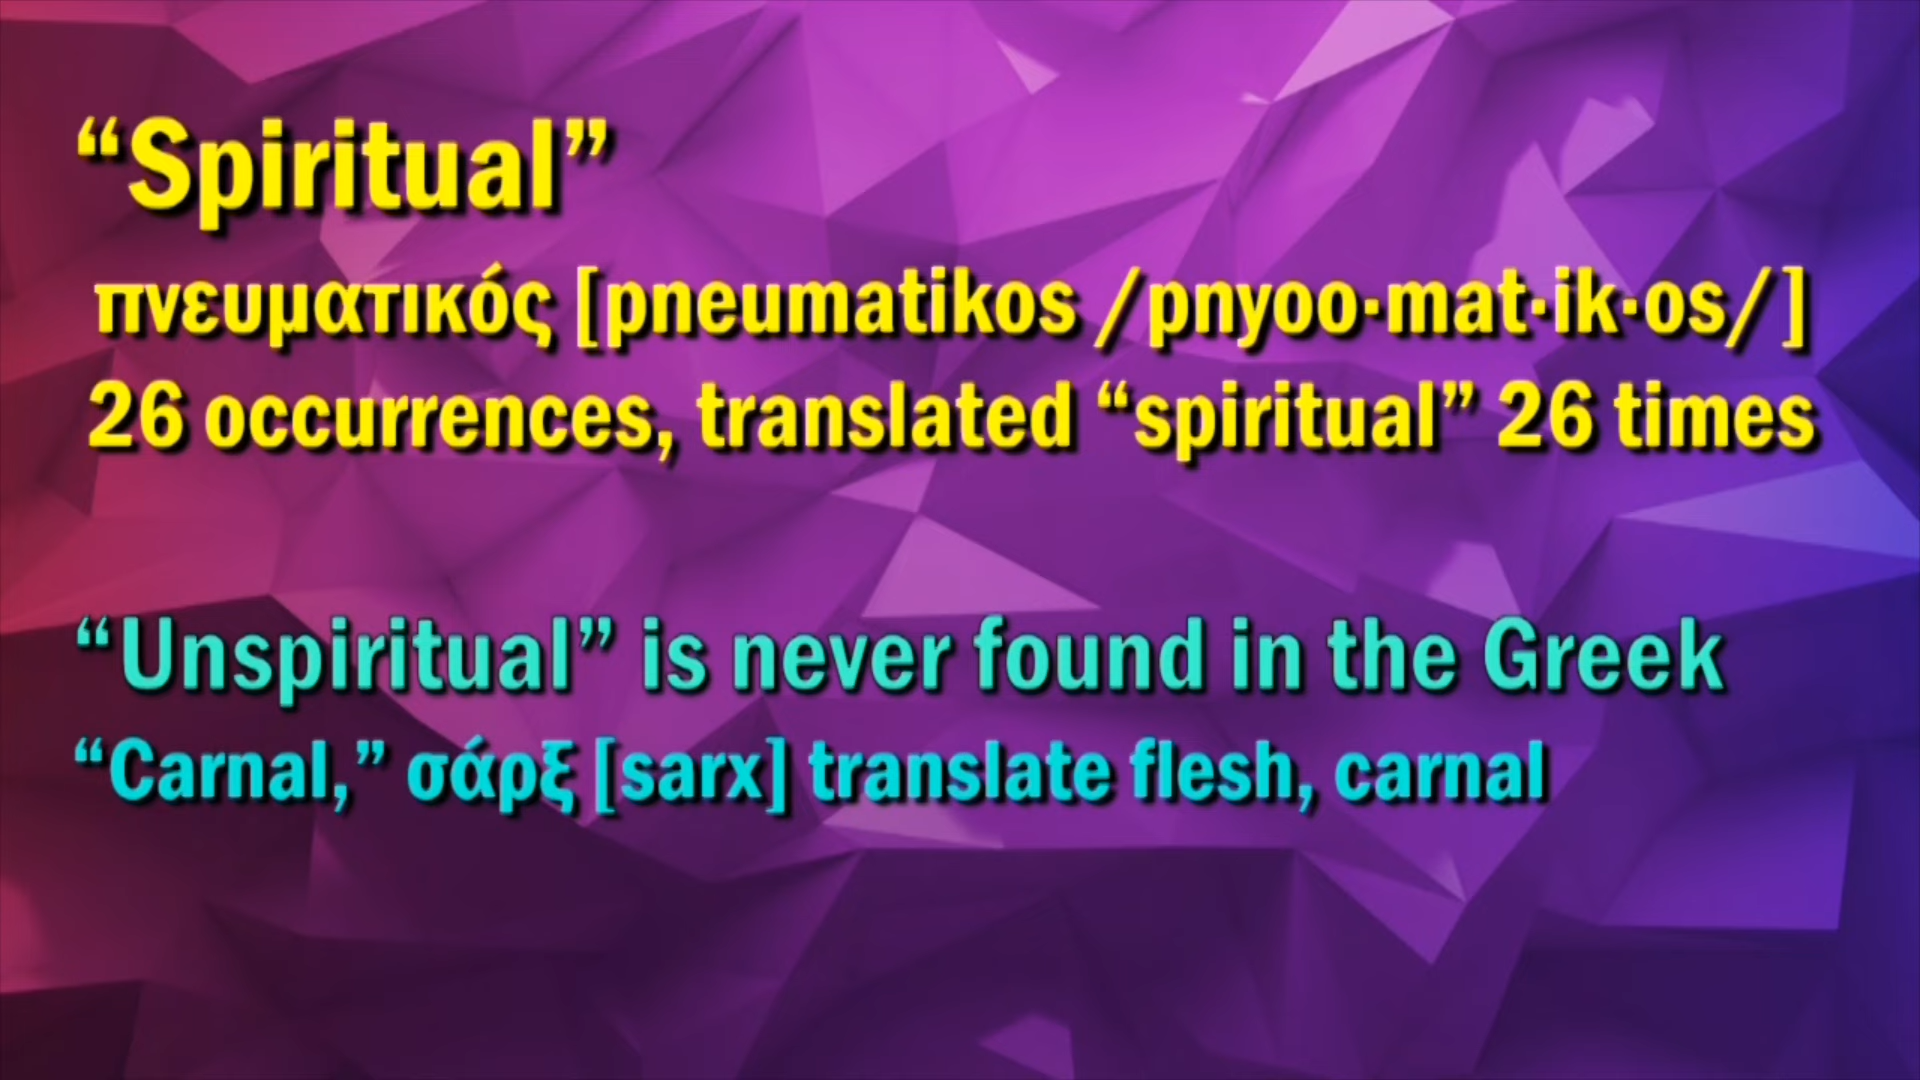 “Spiritual”
πνευματικός [pneumatikos /pnyoo·mat·ik·os/]
26 occurrences, translated “spiritual” 26 times
“Unspiritual” is never found in the Greek
“Carnal,” σάρξ [sarx] translate flesh, carnal